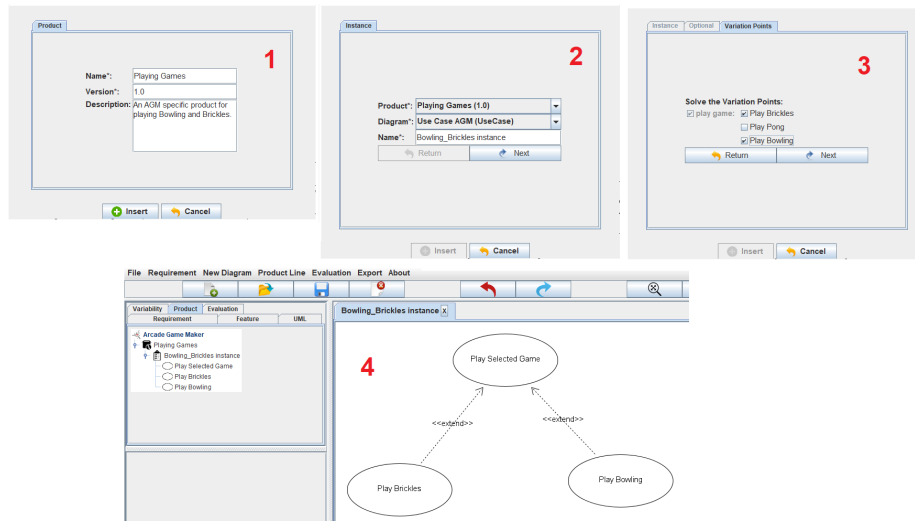 Product
1
Name*: Playing Games
Version*: 1.0
Description: An AGM specific product for
playing Bowling and Brickles.
Insert Cancel
Instance
2
Product*: Playing Games (1.0)
Diagram*: Use Case AGM (UseCase)
Name*: Bowling_Brickles instance
Return Next
Insert Cancel
Instance Optional Variation Points
3
Solve the Variation Points:
play game: Play Brickles
Play Pong
Play Bowling
Return Next
Insert Cancel
File Requirement New Diagram Product Line Evaluation Export About
Variability Product Evaluation
Requirement Feature UML
Arcade Game Maker
Playing Games
Bowling_Brickles instance
Play Selected Game
Play Brickles
Play Bowling
Bowling_Brickles instance x
4
Play Selected Game
<<extend>> <<extend>>
Play Brickles
Play Bowling